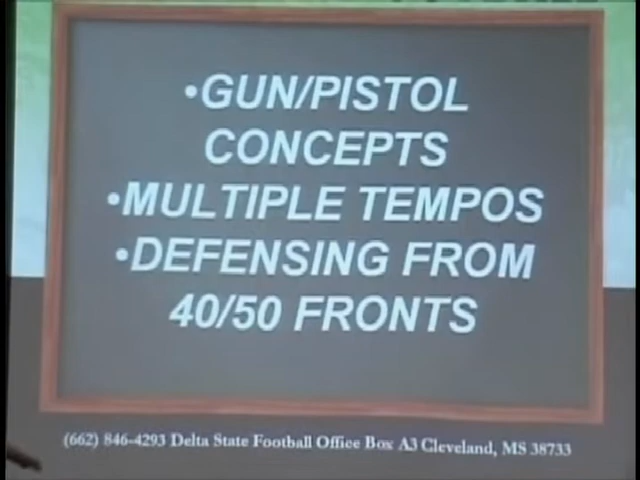 •GUN/PISTOL
CONCEPTS
•MULTIPLE TEMPOS
•DEFENSING FROM
40/50 FRONTS
(662) 846-4293 Delta State Football Office Box A3 Cleveland, MS 38733